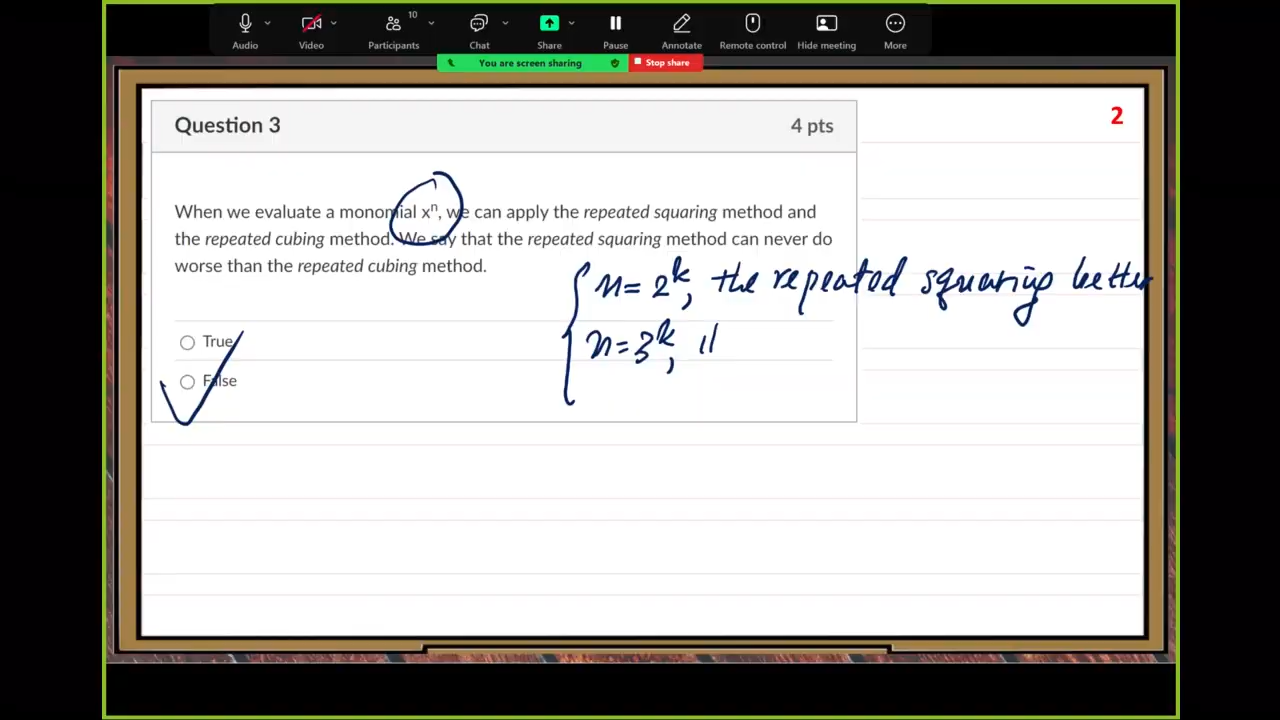 10
Audio Video Participants Chat Share Pause Annotate Remote control Hide meeting More
You are screen sharing Stop share
2
Question 3 4 pts
When we evaluate a monomial xⁿ, we can apply the repeated squaring method and
the repeated cubing method. We say that the repeated squaring method can never do
worse than the repeated cubing method.
n = 2ᵏ, the repeated squaring better
n = 3ᵏ,
True
False